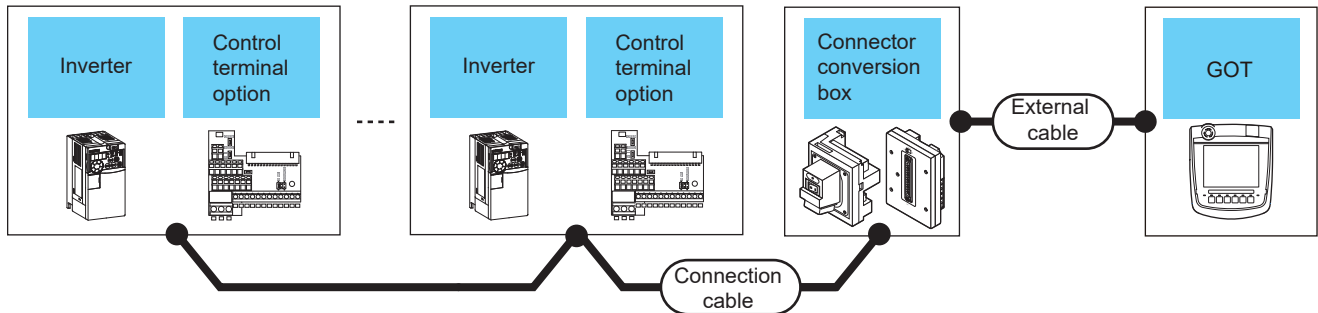 Inverter
Control
terminal
option
Inverter
Control
terminal
option
Connector
conversion
box
External
cable
GOT
Connection
cable